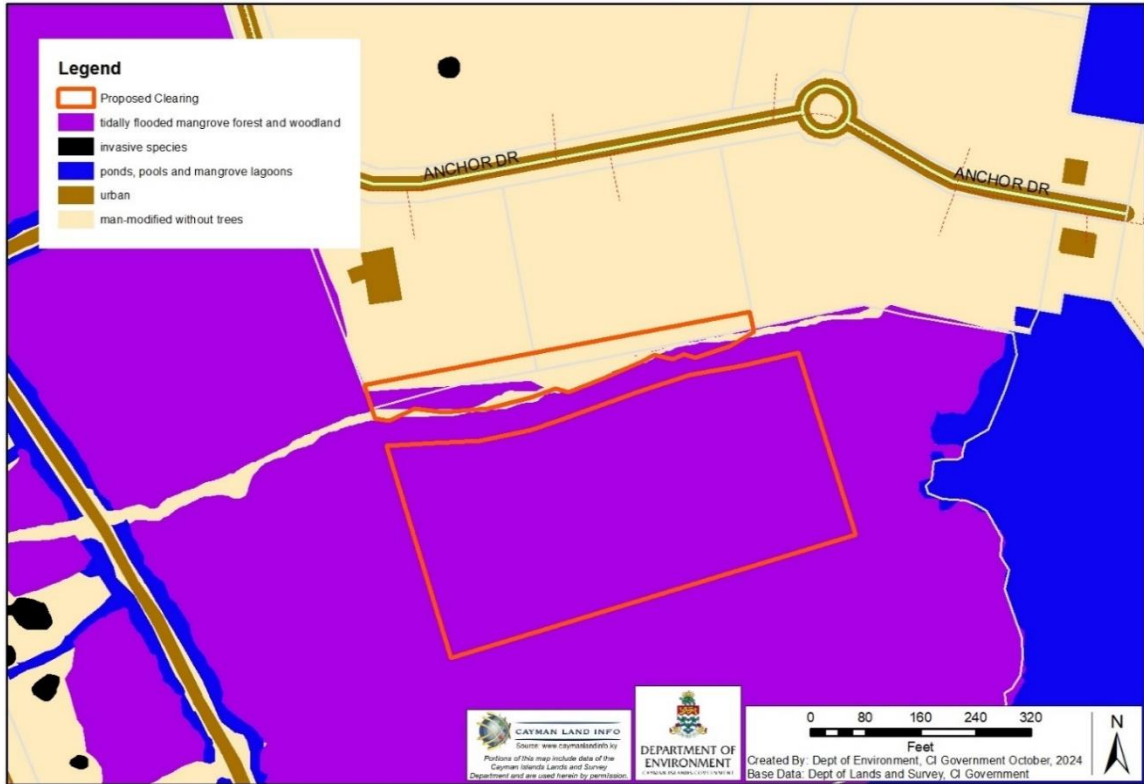 Legend
Proposed Clearing
tidally flooded mangrove forest and woodland
invasive species
ponds, pools and mangrove lagoons
urban
man-modified without trees
ANCHOR DR
ANCHOR DR
CAYMAN LAND INFO
Source: www.caymanlandinfo.ky
Portions of this map include data of the
Cayman Islands Lands and Survey
Department and are used herein by permission.
DEPARTMENT OF
ENVIRONMENT
CAYMAN ISLANDS GOVERNMENT
0 80 160 240 320
Feet
Created By: Dept of Environment, CI Government October, 2024
Base Data: Dept of Lands and Survey, CI Government
N